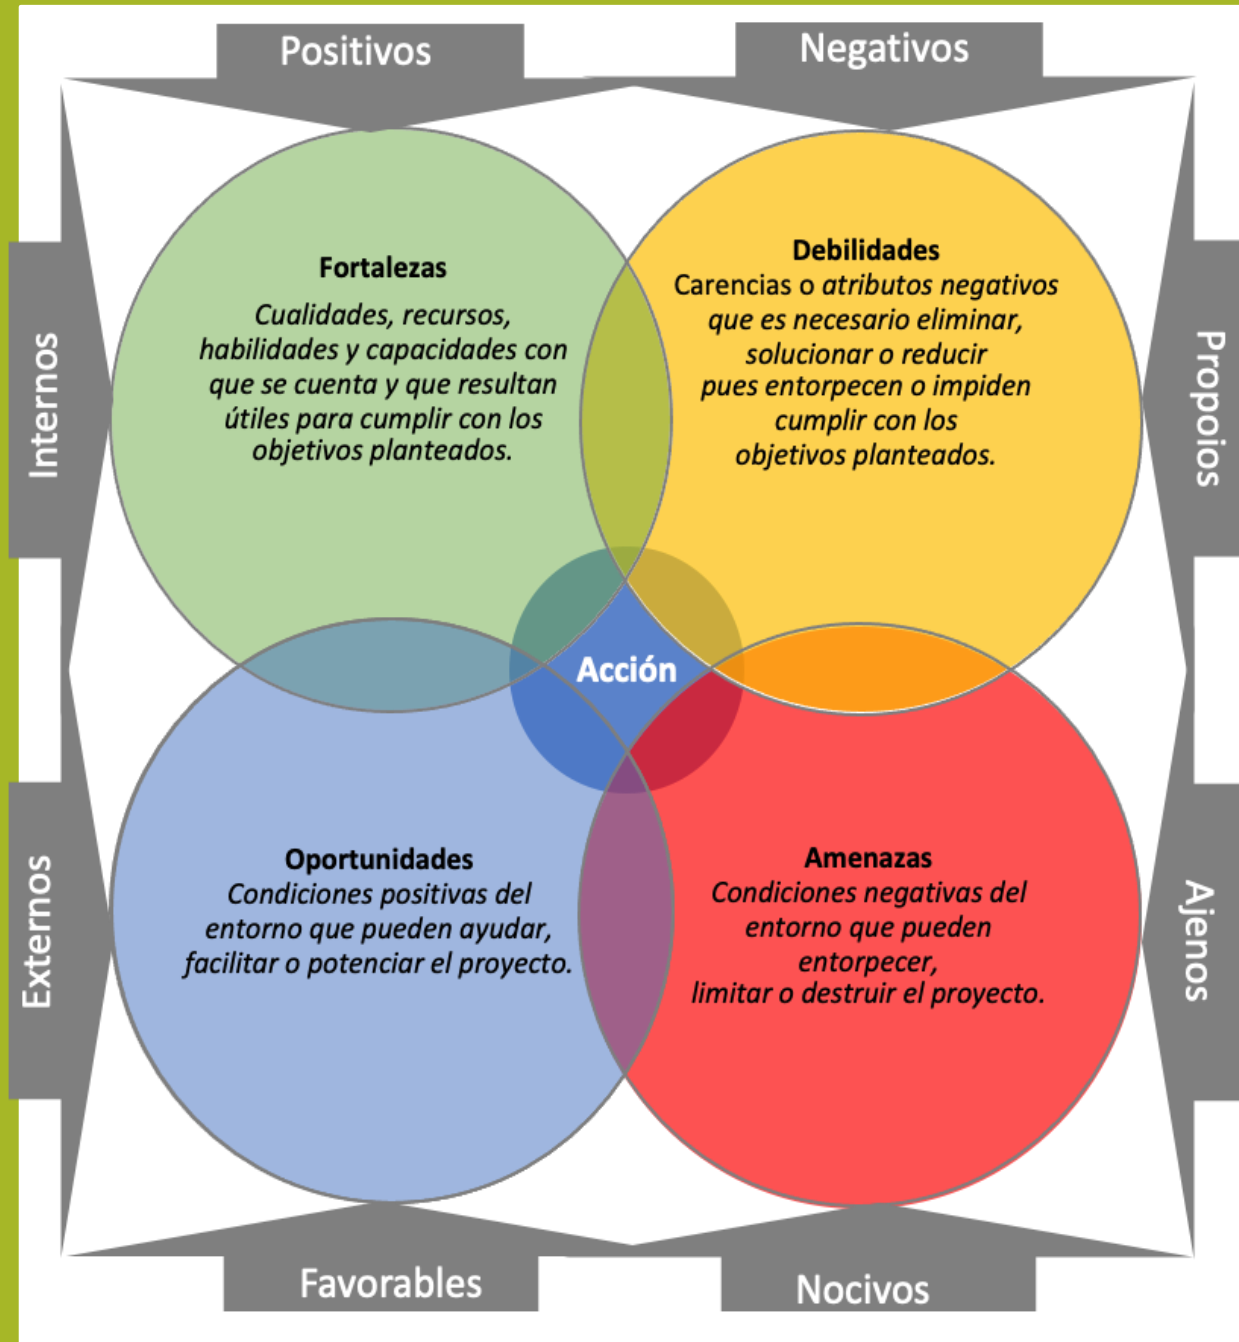 Positivos
Negativos
Internos
Fortalezas
Cualidades, recursos,
habilidades y capacidades con
que se cuenta y que resultan
útiles para cumplir con los
objetivos planteados.
Debilidades
Carencias o atributos negativos
que es necesario eliminar,
solucionar o reducir
pues entorpecen o impiden
cumplir con los
objetivos planteados.
Propoios
Acción
Externos
Oportunidades
Condiciones positivas del
entorno que pueden ayudar,
facilitar o potenciar el proyecto.
Amenazas
Condiciones negativas del
entorno que pueden
entorpecer,
limitar o destruir el proyecto.
Ajenos
Favorables
Nocivos